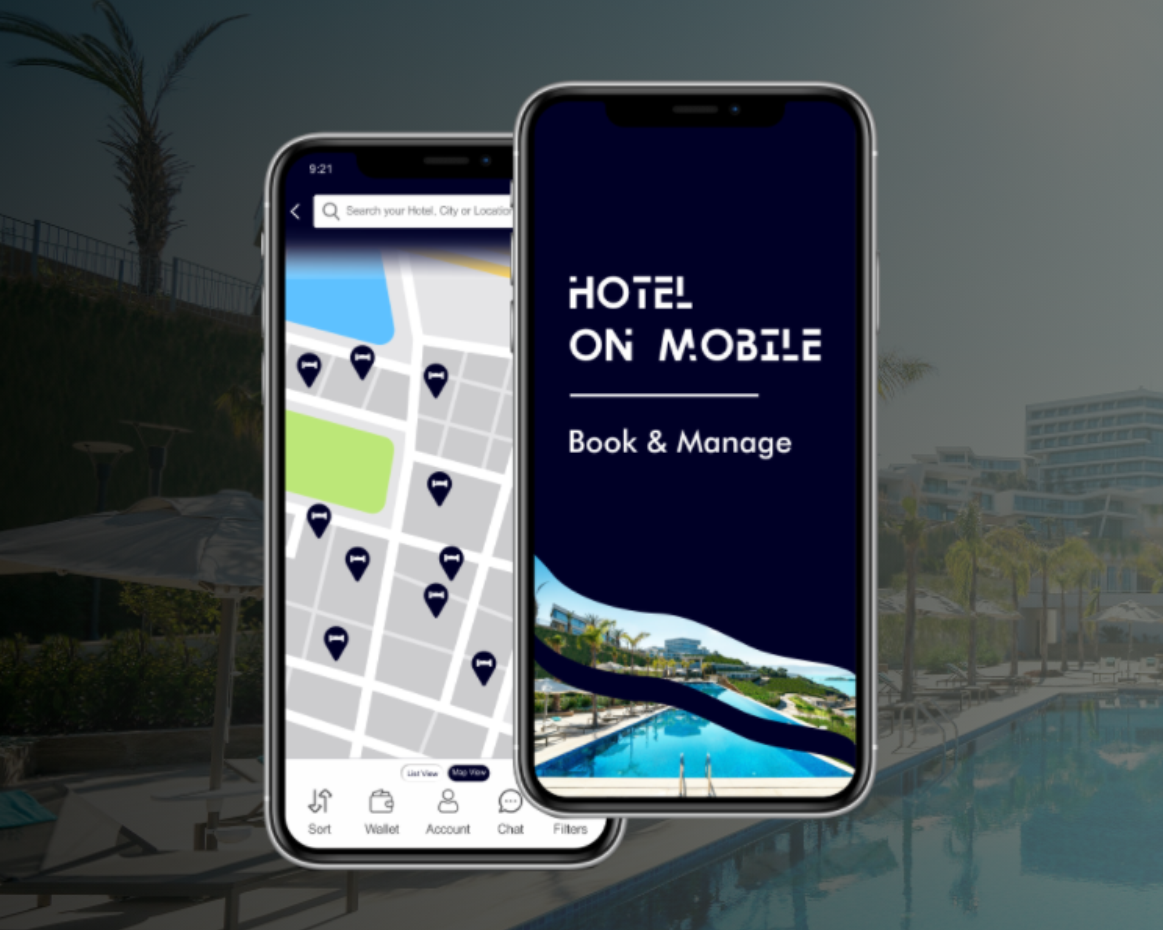 9:21
Search your Hotel, City or Location
List View
Map View
Sort
Wallet
Account
Chat
Filters
HOTEL
ON MOBILE
Book & Manage